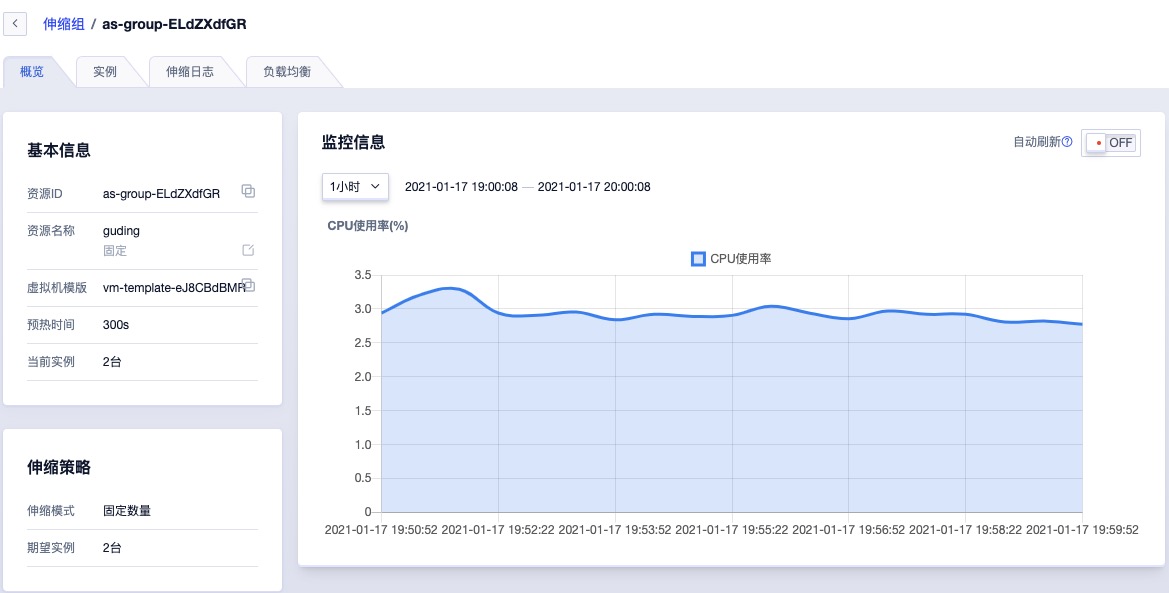 伸缩组 / as-group-ELdZXdfGR
概览 实例 伸缩日志 负载均衡
基本信息
资源ID as-group-ELdZXdfGR
资源名称 guding
固定
虚拟机模版 vm-template-eJ8CBdBMR
预热时间 300s
当前实例 2台
伸缩策略
伸缩模式 固定数量
期望实例 2台
监控信息
自动刷新 OFF
1小时 2021-01-17 19:00:08 — 2021-01-17 20:00:08
CPU使用率(%)
CPU使用率
3.5
3.0
2.5
2.0
1.5
1.0
0.5
0
2021-01-17 19:50:52 2021-01-17 19:52:22 2021-01-17 19:53:52 2021-01-17 19:55:22 2021-01-17 19:56:52 2021-01-17 19:58:22 2021-01-17 19:59:52